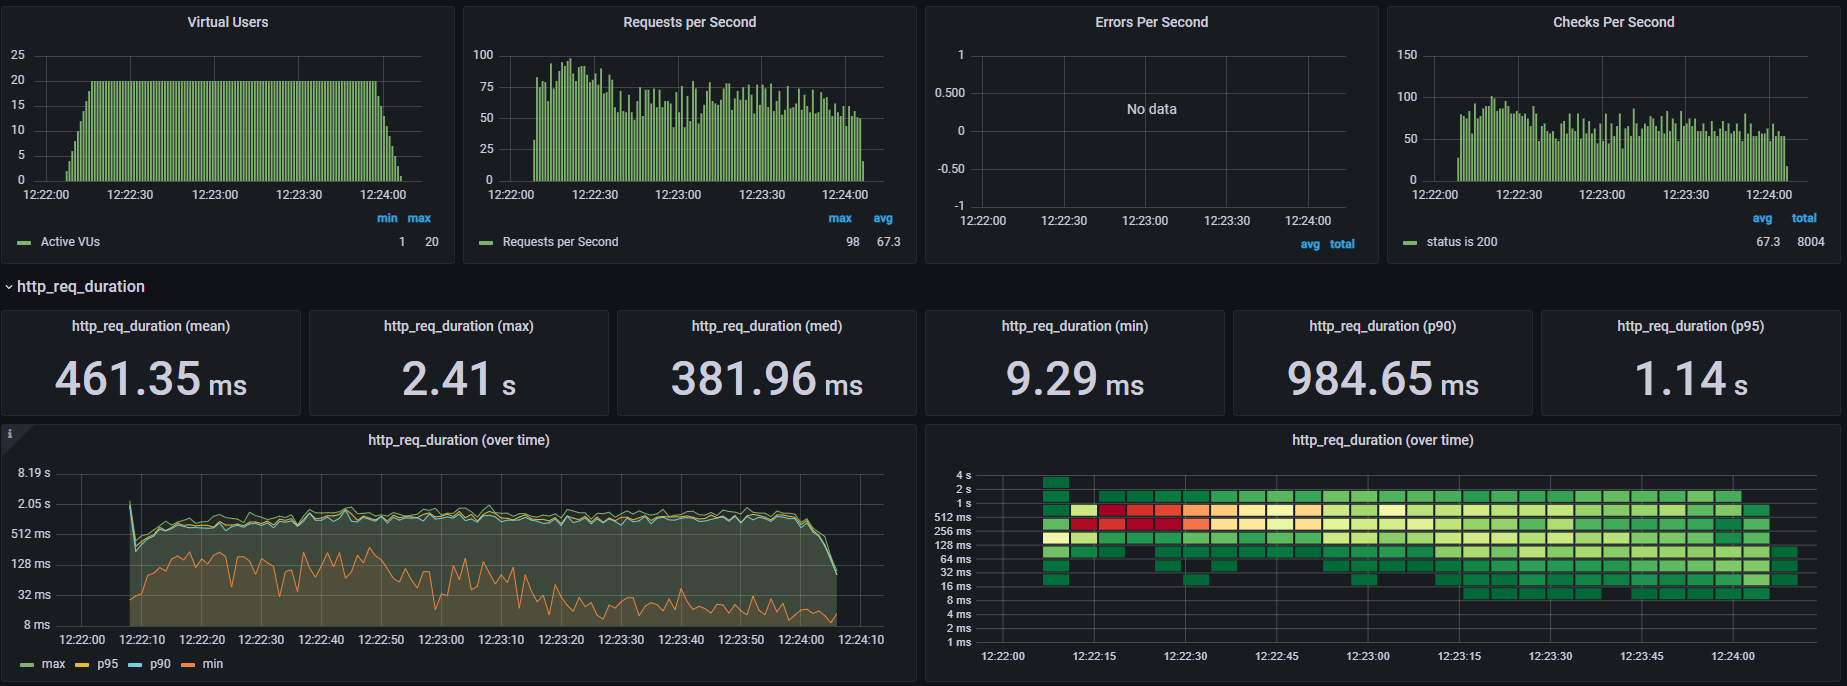 Virtual Users
25
20
15
10
5
0
12:22:00 12:22:30 12:23:00 12:23:30 12:24:00
min max
Active VUs 1 20
Requests per Second
100
75
50
25
0
12:22:00 12:22:30 12:23:00 12:23:30 12:24:00
max avg
Requests per Second 98 67.3
Errors Per Second
1
0.500
0
-0.50
-1
No data
12:22:00 12:22:30 12:23:00 12:23:30 12:24:00
avg total
Checks Per Second
150
100
50
0
12:22:00 12:22:30 12:23:00 12:23:30 12:24:00
avg total
status is 200 67.3 8004
http_req_duration
http_req_duration (mean)
461.35 ms
http_req_duration (max)
2.41 s
http_req_duration (med)
381.96 ms
http_req_duration (min)
9.29 ms
http_req_duration (p90)
984.65 ms
http_req_duration (p95)
1.14 s
i
http_req_duration (over time)
8.19 s
2.05 s
512 ms
128 ms
32 ms
8 ms
12:22:00 12:22:10 12:22:20 12:22:30 12:22:40 12:22:50 12:23:00 12:23:10 12:23:20 12:23:30 12:23:40 12:23:50 12:24:00 12:24:10
max p95 p90 min
http_req_duration (over time)
4 s
2 s
1 s
512 ms
256 ms
128 ms
64 ms
32 ms
16 ms
8 ms
4 ms
2 ms
1 ms
12:22:00 12:22:15 12:22:30 12:22:45 12:23:00 12:23:15 12:23:30 12:23:45 12:24:00